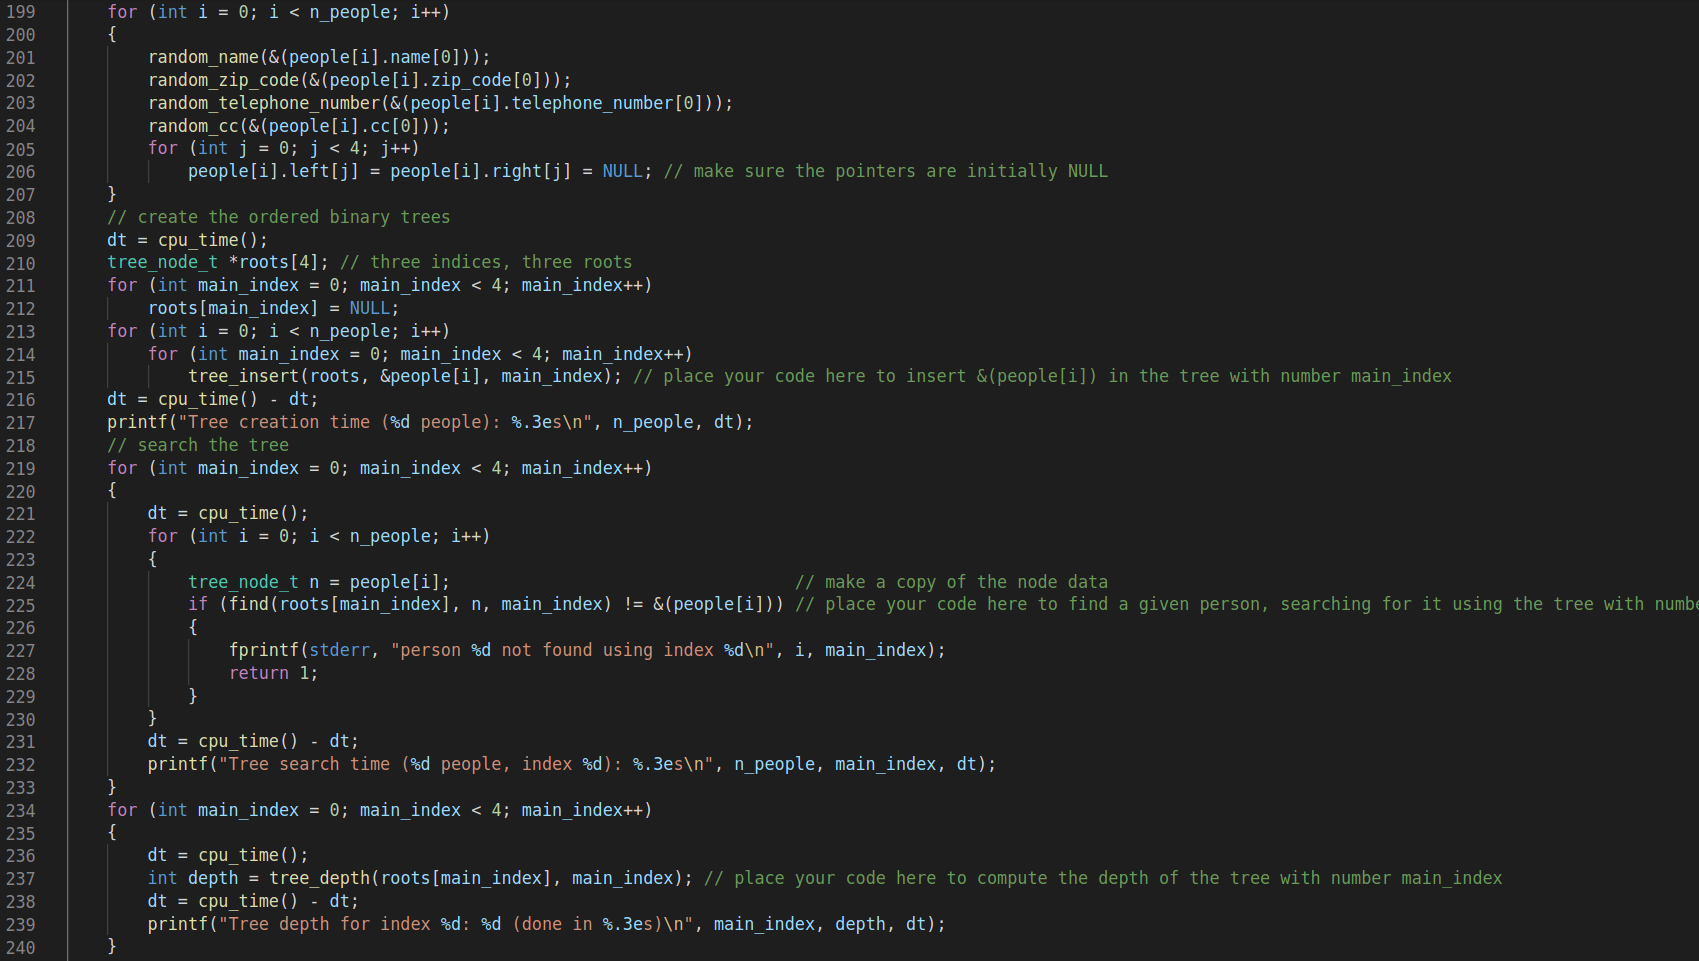 199 for (int i = 0; i < n_people; i++)
200 {
201 random_name(&(people[i].name[0]));
202 random_zip_code(&(people[i].zip_code[0]));
203 random_telephone_number(&(people[i].telephone_number[0]));
204 random_cc(&(people[i].cc[0]));
205 for (int j = 0; j < 4; j++)
206 people[i].left[j] = people[i].right[j] = NULL; // make sure the pointers are initially NULL
207 }
208 // create the ordered binary trees
209 dt = cpu_time();
210 tree_node_t *roots[4]; // three indices, three roots
211 for (int main_index = 0; main_index < 4; main_index++)
212 roots[main_index] = NULL;
213 for (int i = 0; i < n_people; i++)
214 for (int main_index = 0; main_index < 4; main_index++)
215 tree_insert(roots, &people[i], main_index); // place your code here to insert &(people[i]) in the tree with number main_index
216 dt = cpu_time() - dt;
217 printf("Tree creation time (%d people): %.3es\n", n_people, dt);
218 // search the tree
219 for (int main_index = 0; main_index < 4; main_index++)
220 {
221 dt = cpu_time();
222 for (int i = 0; i < n_people; i++)
223 {
224 tree_node_t n = people[i]; // make a copy of the node data
225 if (find(roots[main_index], n, main_index) != &(people[i])) // place your code here to find a given person, searching for it using the tree with
226 {
227 fprintf(stderr, "person %d not found using index %d\n", i, main_index);
228 return 1;
229 }
230 }
231 dt = cpu_time() - dt;
232 printf("Tree search time (%d people, index %d): %.3es\n", n_people, main_index, dt);
233 }
234 for (int main_index = 0; main_index < 4; main_index++)
235 {
236 dt = cpu_time();
237 int depth = tree_depth(roots[main_index], main_index); // place your code here to compute the depth of the tree with number main_index
238 dt = cpu_time() - dt;
239 printf("Tree depth for index %d: %d (done in %.3es)\n", main_index, depth, dt);
240 }